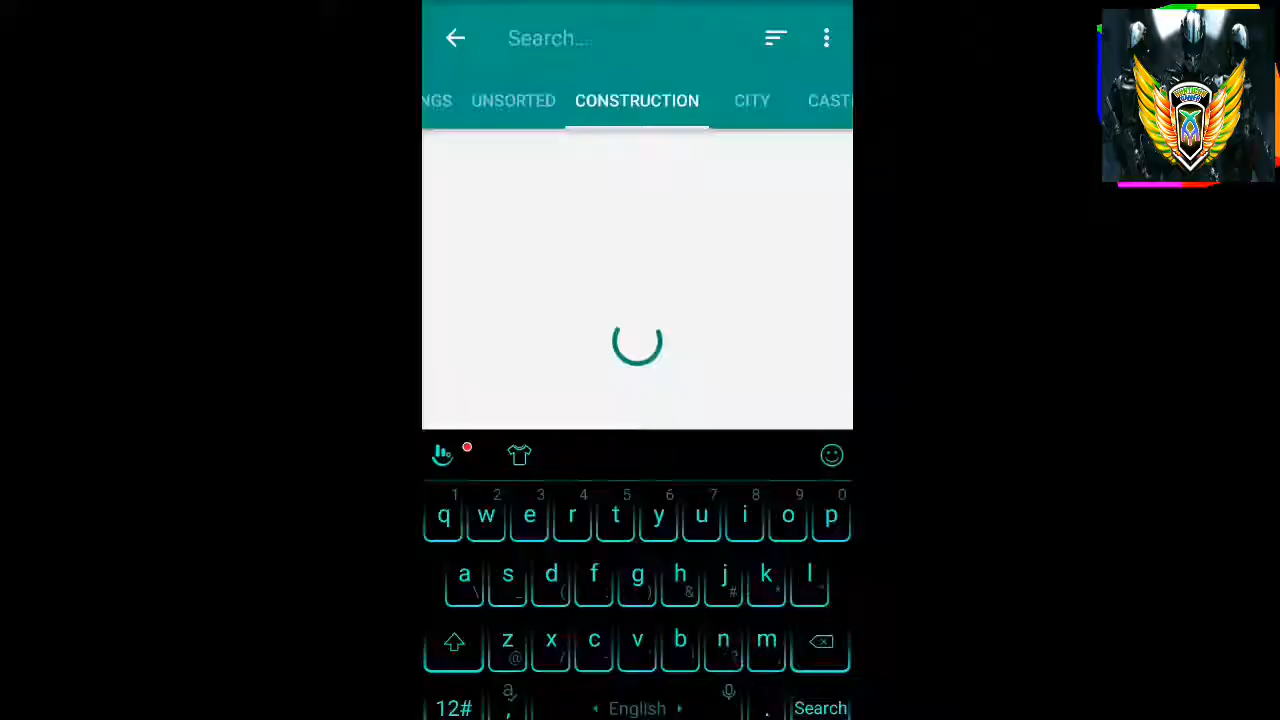 Search...
NGS UNSORTED CONSTRUCTION CITY CAST
1 2 3 4 5 6 7 8 9 0
q w e r t y u i o p
a s d f g h j k l
\ _ ( . ) & # * "
z x c v b n m
@ / - ' ! ? ,
12# , English . Search